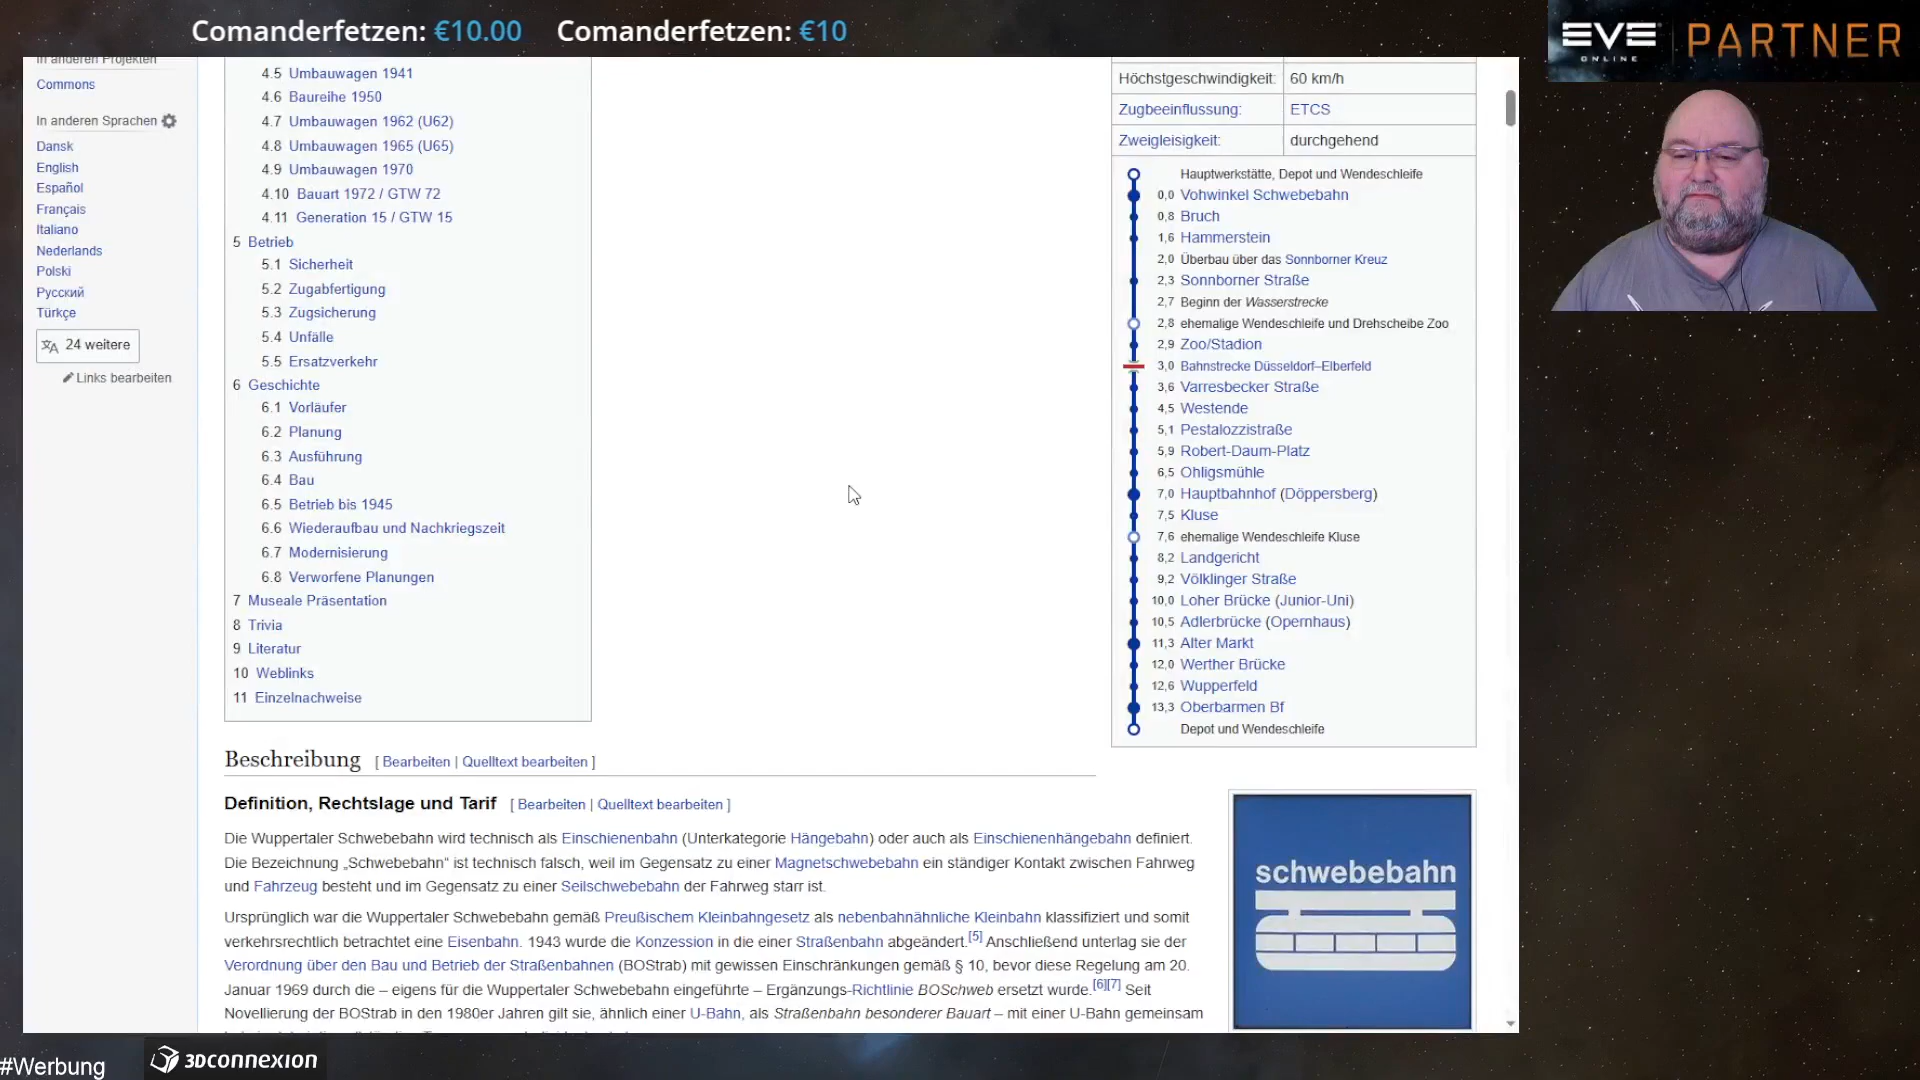 Comanderfetzen: €10.00 Comanderfetzen: €10
EVE ONLINE PARTNER
In anderen Projekten
Commons
In anderen Sprachen
Dansk
English
Español
Français
Italiano
Nederlands
Polski
Русский
Türkçe
24 weitere
Links bearbeiten
4.5 Umbauwagen 1941
4.6 Baureihe 1950
4.7 Umbauwagen 1962 (U62)
4.8 Umbauwagen 1965 (U65)
4.9 Umbauwagen 1970
4.10 Bauart 1972 / GTW 72
4.11 Generation 15 / GTW 15
5 Betrieb
5.1 Sicherheit
5.2 Zugabfertigung
5.3 Zugsicherung
5.4 Unfälle
5.5 Ersatzverkehr
6 Geschichte
6.1 Vorläufer
6.2 Planung
6.3 Ausführung
6.4 Bau
6.5 Betrieb bis 1945
6.6 Wiederaufbau und Nachkriegszeit
6.7 Modernisierung
6.8 Verworfene Planungen
7 Museale Präsentation
8 Trivia
9 Literatur
10 Weblinks
11 Einzelnachweise
Höchstgeschwindigkeit: 60 km/h
Zugbeeinflussung: ETCS
Zweigleisigkeit: durchgehend
Hauptwerkstätte, Depot und Wendeschleife
0,0 Vohwinkel Schwebebahn
0,8 Bruch
1,6 Hammerstein
2,0 Überbau über das Sonnborner Kreuz
2,3 Sonnborner Straße
2,7 Beginn der Wasserstrecke
2,8 ehemalige Wendeschleife und Drehscheibe Zoo
2,9 Zoo/Stadion
3,0 Bahnstrecke Düsseldorf–Elberfeld
3,6 Varresbecker Straße
4,5 Westende
5,1 Pestalozzistraße
5,9 Robert-Daum-Platz
6,5 Ohligsmühle
7,0 Hauptbahnhof (Döppersberg)
7,5 Kluse
7,6 ehemalige Wendeschleife Kluse
8,2 Landgericht
9,2 Völklinger Straße
10,0 Loher Brücke (Junior-Uni)
10,5 Adlerbrücke (Opernhaus)
11,3 Alter Markt
12,0 Werther Brücke
12,6 Wupperfeld
13,3 Oberbarmen Bf
Depot und Wendeschleife
Beschreibung [ Bearbeiten | Quelltext bearbeiten ]
Definition, Rechtslage und Tarif [ Bearbeiten | Quelltext bearbeiten ]
Die Wuppertaler Schwebebahn wird technisch als Einschienenbahn (Unterkategorie Hängebahn) oder auch als Einschienenhängebahn definiert.
Die Bezeichnung „Schwebebahn“ ist technisch falsch, weil im Gegensatz zu einer Magnetschwebebahn ein ständiger Kontakt zwischen Fahrweg
und Fahrzeug besteht und im Gegensatz zu einer Seilschwebebahn der Fahrweg starr ist.
Ursprünglich war die Wuppertaler Schwebebahn gemäß Preußischem Kleinbahngesetz als nebenbahnähnliche Kleinbahn klassifiziert und somit
verkehrsrechtlich betrachtet eine Eisenbahn. 1943 wurde die Konzession in die einer Straßenbahn abgeändert.[5] Anschließend unterlag sie der
Verordnung über den Bau und Betrieb der Straßenbahnen (BOStrab) mit gewissen Einschränkungen gemäß § 10, bevor diese Regelung am 20.
Januar 1969 durch die – eigens für die Wuppertaler Schwebebahn eingeführte – Ergänzungs-Richtlinie BOSchweb ersetzt wurde.[6][7] Seit
Novellierung der BOStrab in den 1980er Jahren gilt sie, ähnlich einer U-Bahn, als Straßenbahn besonderer Bauart – mit einer U-Bahn gemeinsam
schwebebahn
#Werbung
3DCONNEXION